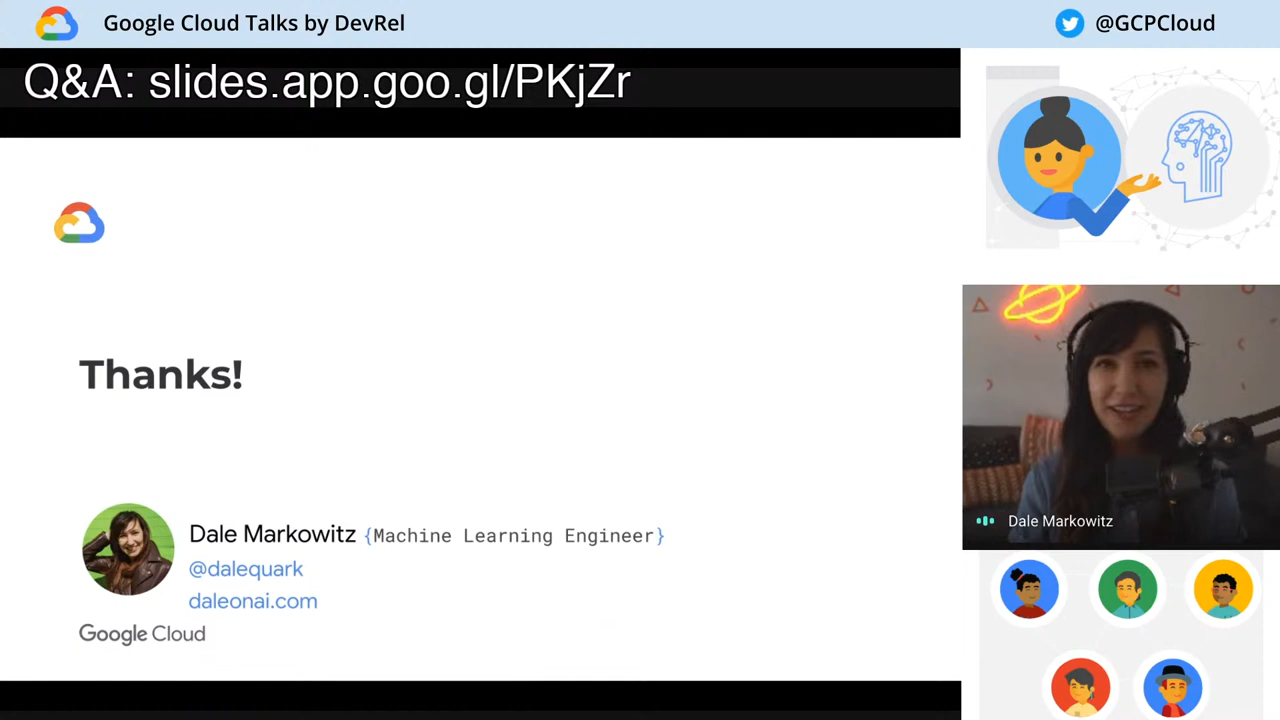 Google Cloud Talks by DevRel
@GCPCloud
Q&A: slides.app.goo.gl/PKjZr
Thanks!
Dale Markowitz {Machine Learning Engineer}
@dalequark
daleonai.com
Google Cloud
Dale Markowitz